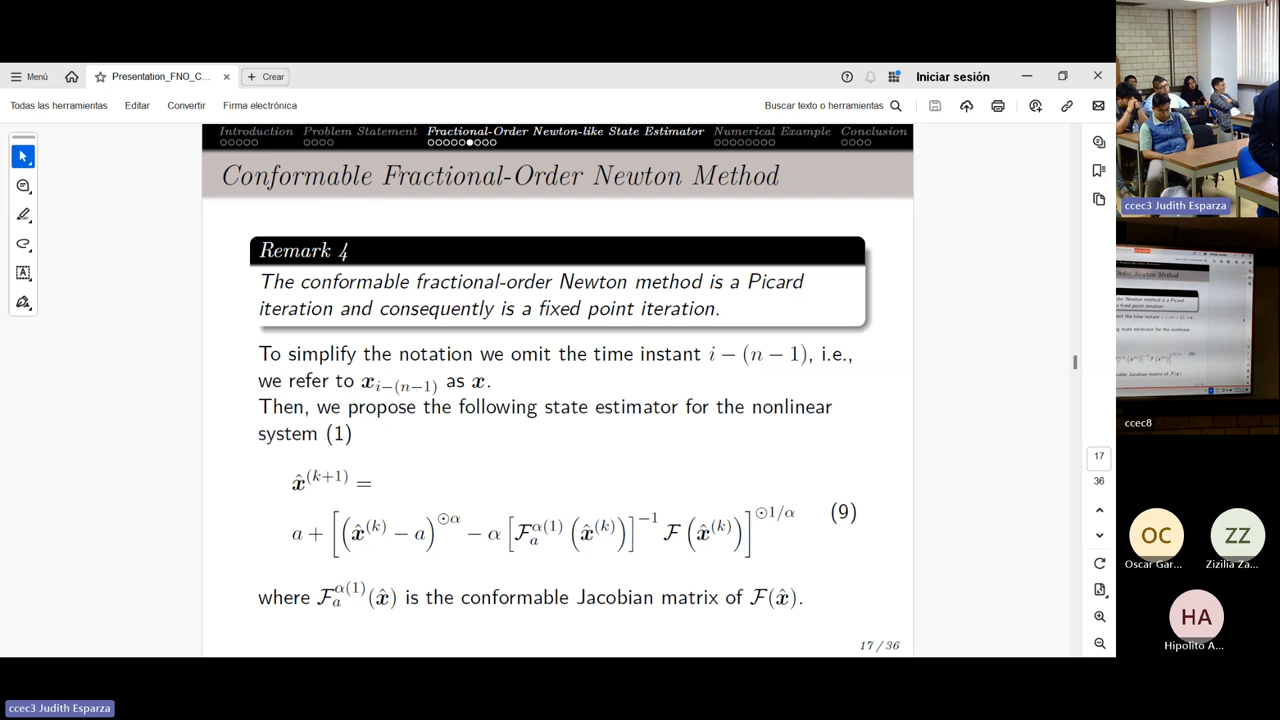 Menú
Presentation_FNO_C...
Crear
Iniciar sesión
Todas las herramientas
Editar
Convertir
Firma electrónica
Buscar texto o herramientas
Introduction Problem Statement Fractional-Order Newton-like State Estimator Numerical Example Conclusion
Conformable Fractional-Order Newton Method
Remark 4
The conformable fractional-order Newton method is a Picard
iteration and consequently is a fixed point iteration.
To simplify the notation we omit the time instant i − (n − 1), i.e.,
we refer to x_{i−(n−1)} as x.
Then, we propose the following state estimator for the nonlinear
system (1)
x̂^{(k+1)} =
a + [(x̂^{(k)} − a)^{⊙α} − α [F_a^{α(1)} (x̂^{(k)})]^{−1} F (x̂^{(k)})]^{⊙1/α} (9)
where F_a^{α(1)}(x̂) is the conformable Jacobian matrix of F(x̂).
17 / 36
17
36
ccec3 Judith Esparza
ccec8
OC
Oscar Gar...
ZZ
Zizilia Za...
HA
Hipolito A...
ccec3 Judith Esparza